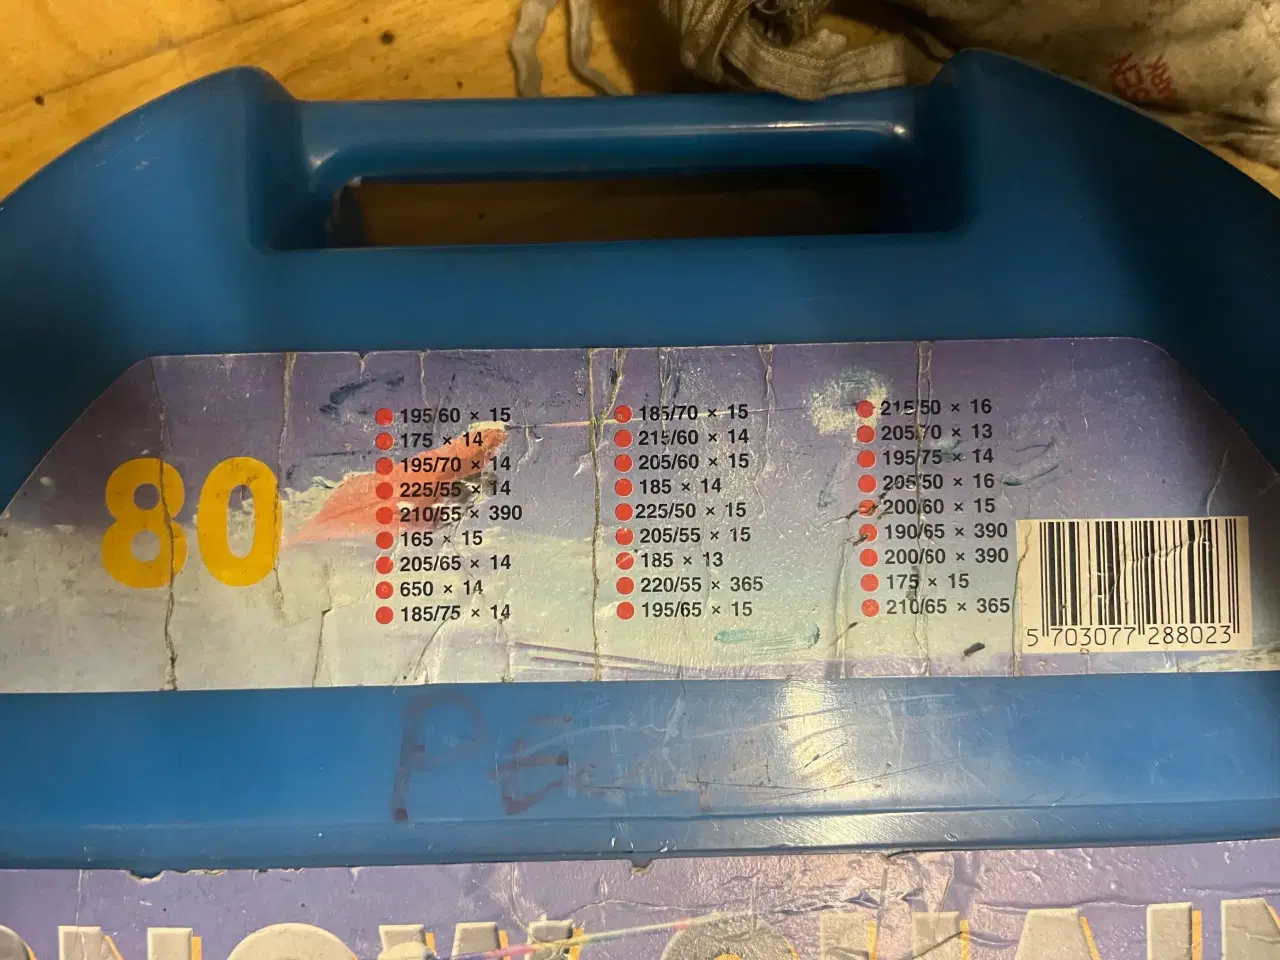 80
195/60 × 15
175 × 14
195/70 × 14
225/55 × 14
210/55 × 390
165 × 15
205/65 × 14
650 × 14
185/75 × 14
185/70 × 15
215/60 × 14
205/60 × 15
185 × 14
225/50 × 15
205/55 × 15
185 × 13
220/55 × 365
195/65 × 15
215/50 × 16
205/70 × 13
195/75 × 14
205/50 × 16
200/60 × 15
190/65 × 390
200/60 × 390
175 × 15
210/65 × 365
5 703077 288023
PE
SNOW CHAIN